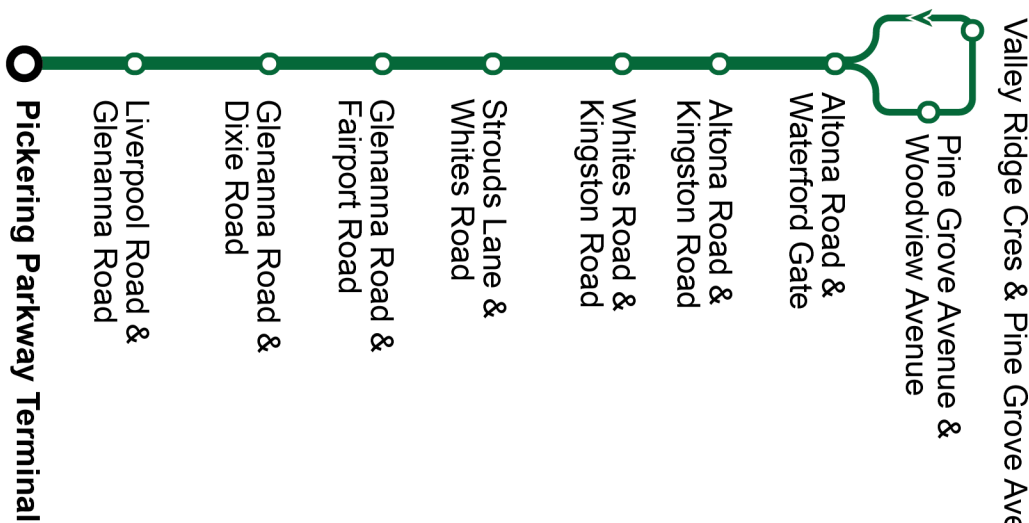 Pickering Parkway Terminal
Liverpool Road &
Glenanna Road
Glenanna Road &
Dixie Road
Glenanna Road &
Fairport Road
Strouds Lane &
Whites Road
Whites Road &
Kingston Road
Altona Road &
Kingston Road
Altona Road &
Waterford Gate
Pine Grove Avenue &
Woodview Avenue
Valley Ridge Cres & Pine Grove Ave